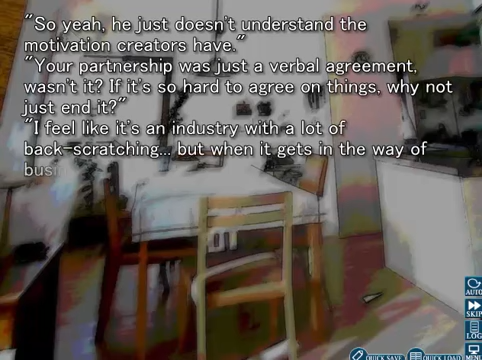 "So yeah, he just doesn't understand the
motivation creators have."
"Your partnership was just a verbal agreement,
wasn't it? If it's so hard to agree on things, why not
just end it?"
"I feel like it's an industry with a lot of
back-scratching... but when it gets in the way of
busi
AUTO
SKIP
LOG
QUICK SAVE
QUICK LOAD
MENU